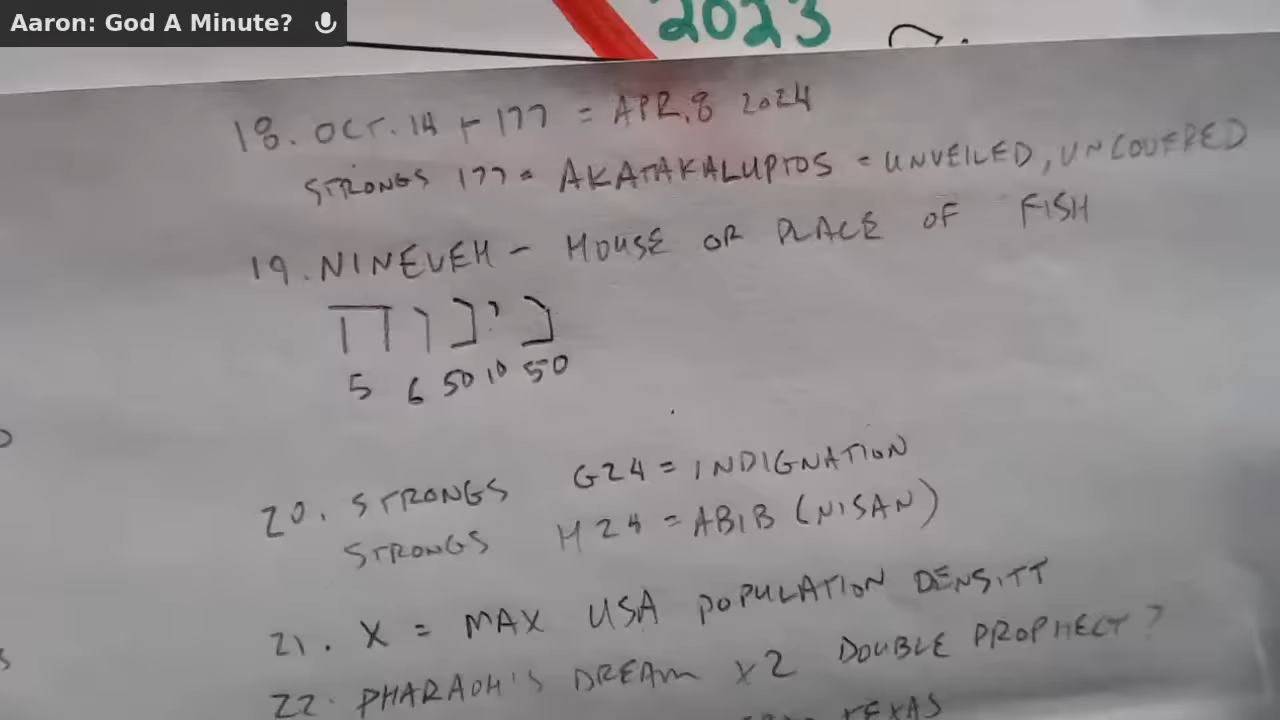 Aaron: God A Minute?
2023
18. OCT. 14 + 177 = APR. 8 2024
STRONGS 177 = AKATAKALUPTOS = UNVEILED, UNCOVERED
19. NINEVEH - HOUSE OR PLACE OF FISH
נינוה
5 6 50 10 50
20. STRONGS G24 = INDIGNATION
STRONGS H24 = ABIB (NISAN)
21. X = MAX USA POPULATION DENSITY
22. PHARAOH'S DREAM X2 DOUBLE PROPHECY?
TEXAS